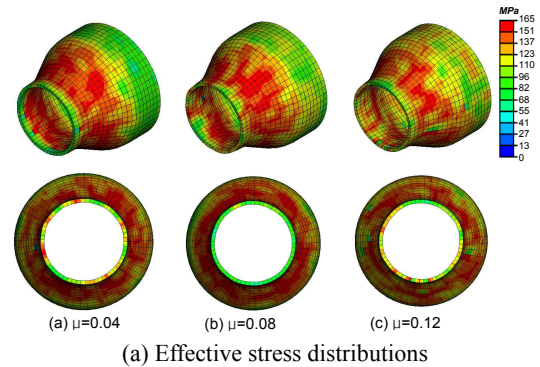 MPa
165
151
137
123
110
96
82
68
55
41
27
13
0
(a) μ=0.04
(b) μ=0.08
(c) μ=0.12
(a) Effective stress distributions